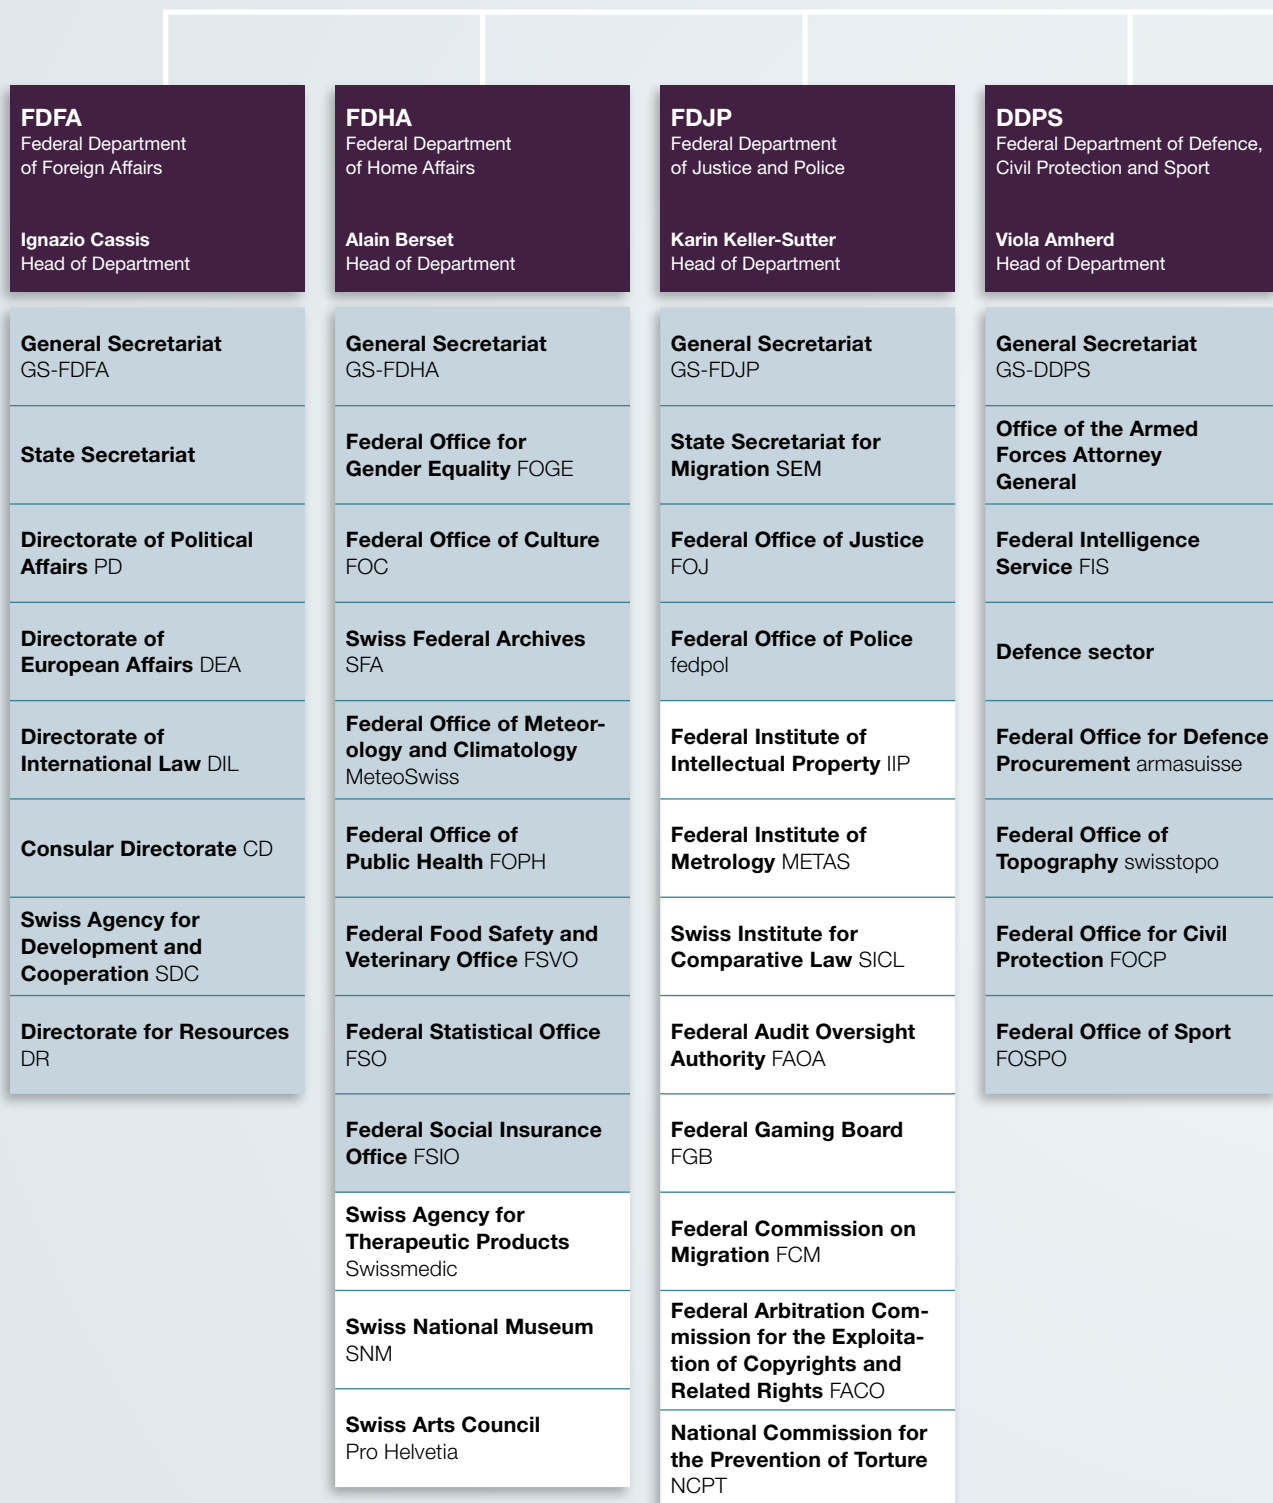 FDFA
Federal Department
of Foreign Affairs
Ignazio Cassis
Head of Department
General Secretariat
GS-FDFA
State Secretariat
Directorate of Political
Affairs PD
Directorate of
European Affairs DEA
Directorate of
International Law DIL
Consular Directorate CD
Swiss Agency for
Development and
Cooperation SDC
Directorate for Resources
DR
FDHA
Federal Department
of Home Affairs
Alain Berset
Head of Department
General Secretariat
GS-FDHA
Federal Office for
Gender Equality FOGE
Federal Office of Culture
FOC
Swiss Federal Archives
SFA
Federal Office of Meteor-
ology and Climatology
MeteoSwiss
Federal Office of
Public Health FOPH
Federal Food Safety and
Veterinary Office FSVO
Federal Statistical Office
FSO
Federal Social Insurance
Office FSIO
Swiss Agency for
Therapeutic Products
Swissmedic
Swiss National Museum
SNM
Swiss Arts Council
Pro Helvetia
FDJP
Federal Department
of Justice and Police
Karin Keller-Sutter
Head of Department
General Secretariat
GS-FDJP
State Secretariat for
Migration SEM
Federal Office of Justice
FOJ
Federal Office of Police
fedpol
Federal Institute of
Intellectual Property IIP
Federal Institute of
Metrology METAS
Swiss Institute for
Comparative Law SICL
Federal Audit Oversight
Authority FAOA
Federal Gaming Board
FGB
Federal Commission on
Migration FCM
Federal Arbitration Com-
mission for the Exploita-
tion of Copyrights and
Related Rights FACO
National Commission for
the Prevention of Torture
NCPT
DDPS
Federal Department of Defence,
Civil Protection and Sport
Viola Amherd
Head of Department
General Secretariat
GS-DDPS
Office of the Armed
Forces Attorney
General
Federal Intelligence
Service FIS
Defence sector
Federal Office for Defence
Procurement armasuisse
Federal Office of
Topography swisstopo
Federal Office for Civil
Protection FOCP
Federal Office of Sport
FOSPO